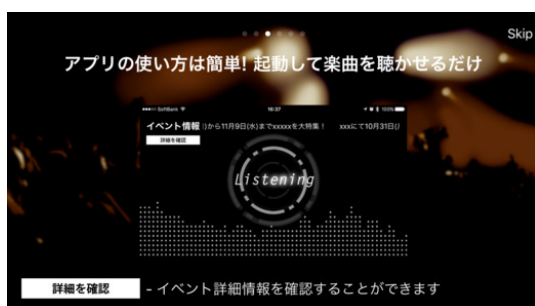 Skip
アプリの使い方は簡単! 起動して楽曲を聴かせるだけ
SoftBank 16:37 100%
イベント情報 )から11月9日(水)までxxxxxを大特集! xxxにて10月31日(
詳細を確認
Listening
詳細を確認 - イベント詳細情報を確認することができます